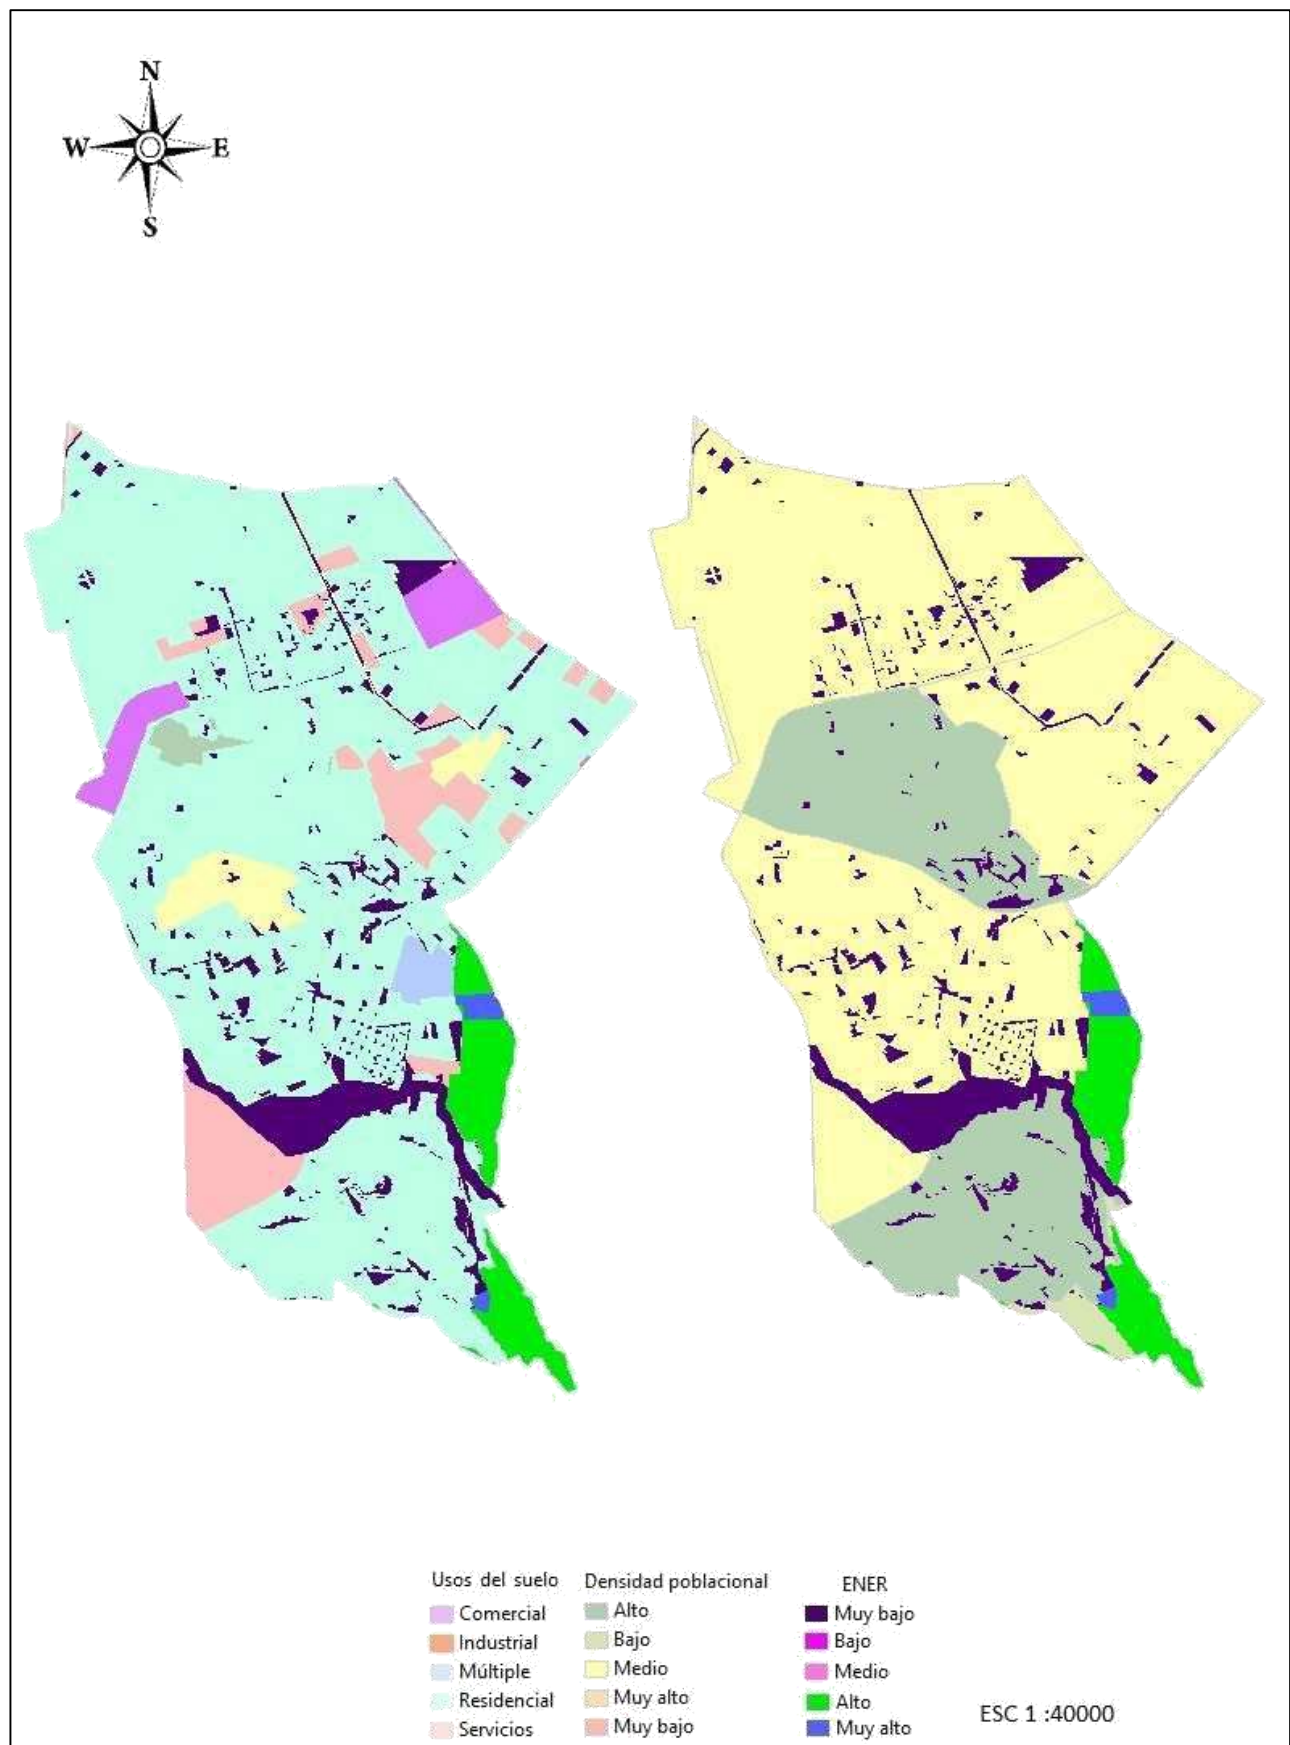 N
W E
S
Usos del suelo Densidad poblacional ENER
Comercial Alto Muy bajo
Industrial Bajo Bajo
Múltiple Medio Medio
Residencial Muy alto Alto
Servicios Muy bajo Muy alto
ESC 1 :40000